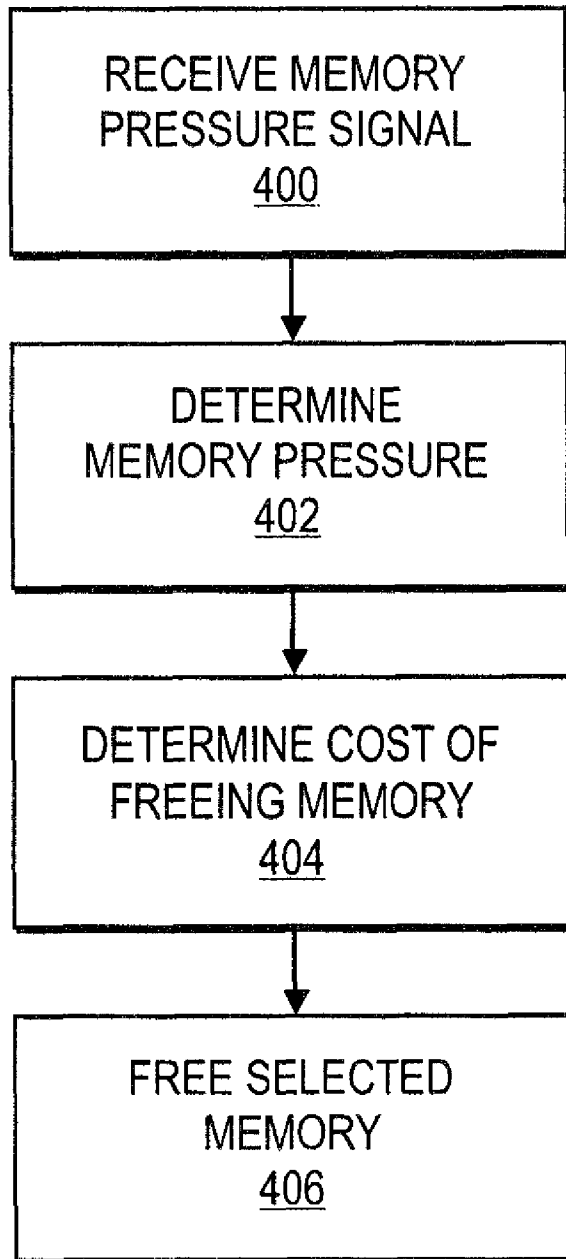 RECEIVE MEMORY
PRESSURE SIGNAL
400
DETERMINE
MEMORY PRESSURE
402
DETERMINE COST OF
FREEING MEMORY
404
FREE SELECTED
MEMORY
406